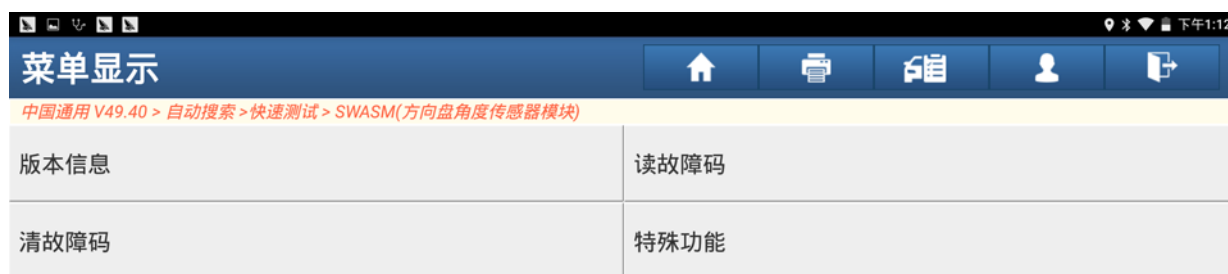 下午1:12
菜单显示
中国通用 V49.40 > 自动搜索 >快速测试 > SWASM(方向盘角度传感器模块)
版本信息 读故障码
清故障码 特殊功能